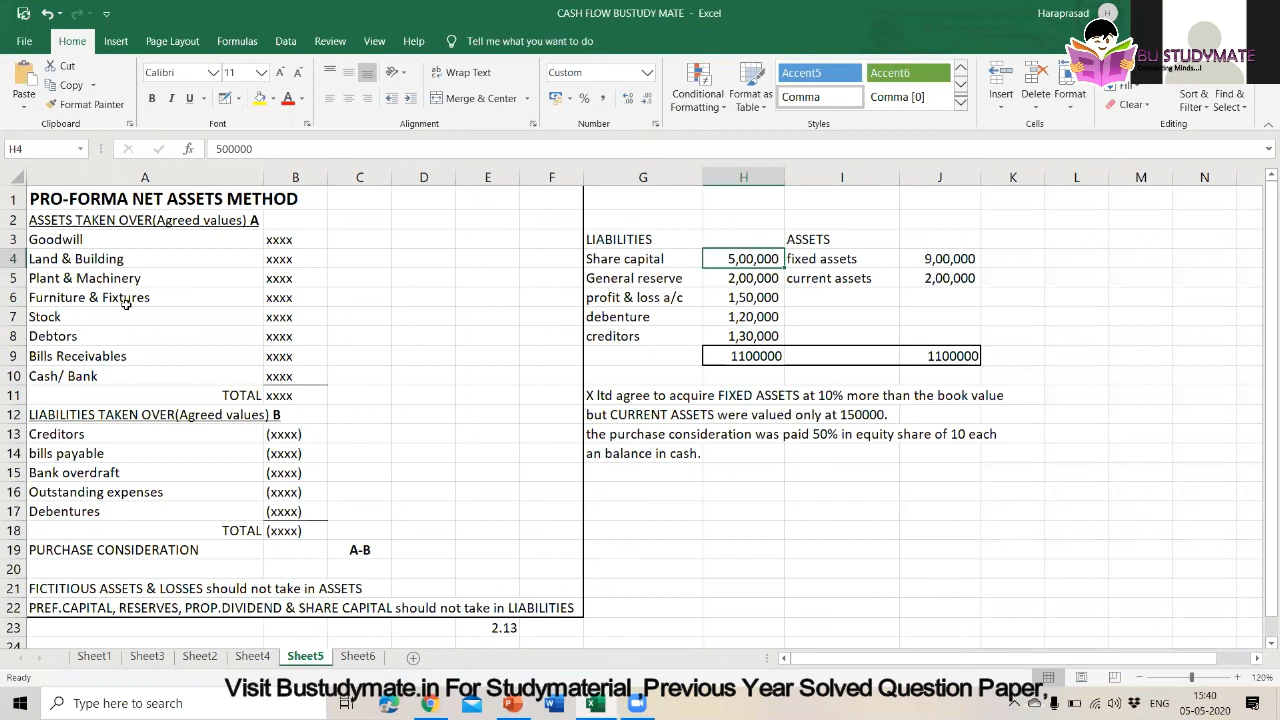 CASH FLOW BUSTUDY MATE - Excel
Haraprasad H
File Home Insert Page Layout Formulas Data Review View Help Tell me what you want to do
BU STUDYMATE
Connecting Minds...!
Paste Cut Copy Format Painter
Calibri 11 B I U A
Wrap Text Merge & Center
Custom % ,
Conditional Formatting Format as Table
Accent5 Accent6
Comma Comma [0]
Insert Delete Format
Fill Clear
Sort & Filter Find & Select
Clipboard Font Alignment Number Styles Cells Editing
H4 fx 500000
A B C D E F G H I J K L M N
1 PRO-FORMA NET ASSETS METHOD
2 ASSETS TAKEN OVER(Agreed values) A
3 Goodwill xxxx LIABILITIES ASSETS
4 Land & Building xxxx Share capital 5,00,000 fixed assets 9,00,000
5 Plant & Machinery xxxx General reserve 2,00,000 current assets 2,00,000
6 Furniture & Fixtures xxxx profit & loss a/c 1,50,000
7 Stock xxxx debenture 1,20,000
8 Debtors xxxx creditors 1,30,000
9 Bills Receivables xxxx 1100000 1100000
10 Cash/ Bank xxxx
11 TOTAL xxxx X ltd agree to acquire FIXED ASSETS at 10% more than the book value
12 LIABILITIES TAKEN OVER(Agreed values) B but CURRENT ASSETS were valued only at 150000.
13 Creditors (xxxx) the purchase consideration was paid 50% in equity share of 10 each
14 bills payable (xxxx) an balance in cash.
15 Bank overdraft (xxxx)
16 Outstanding expenses (xxxx)
17 Debentures (xxxx)
18 TOTAL (xxxx)
19 PURCHASE CONSIDERATION A-B
20
21 FICTITIOUS ASSETS & LOSSES should not take in ASSETS
22 PREF.CAPITAL, RESERVES, PROP.DIVIDEND & SHARE CAPITAL should not take in LIABILITIES
23 2.13
24
Sheet1 Sheet3 Sheet2 Sheet4 Sheet5 Sheet6
Ready 120%
Visit Bustudymate.in For Studymaterial ,Previous Year Solved Question Paper,
Type here to search
ENG 15:40
05-05-2020